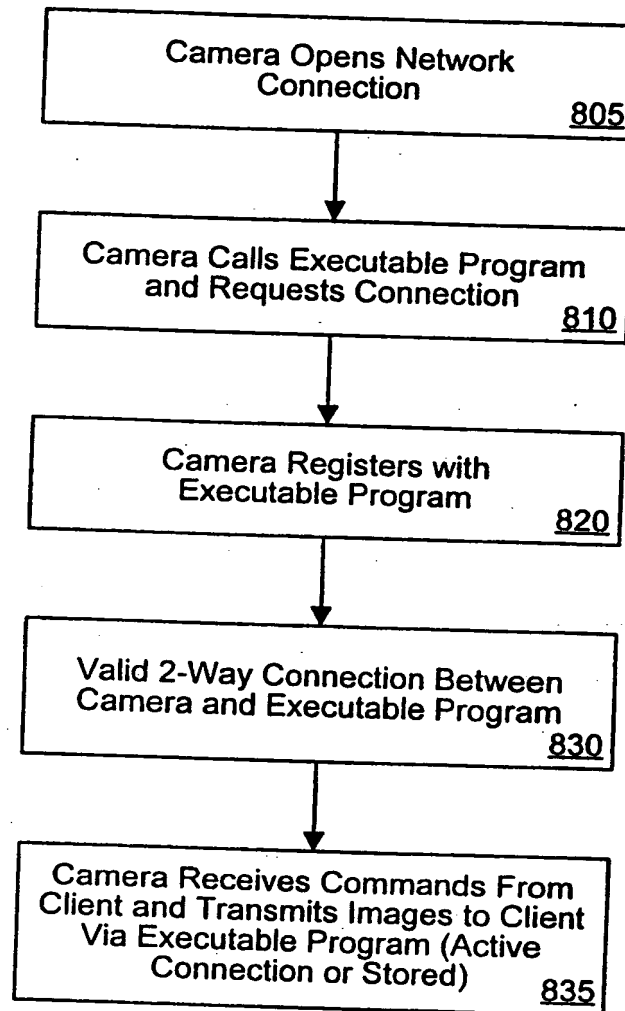 Camera Opens Network
Connection
805
Camera Calls Executable Program
and Requests Connection
810
Camera Registers with
Executable Program
820
Valid 2-Way Connection Between
Camera and Executable Program
830
Camera Receives Commands From
Client and Transmits Images to Client
Via Executable Program (Active
Connection or Stored)
835